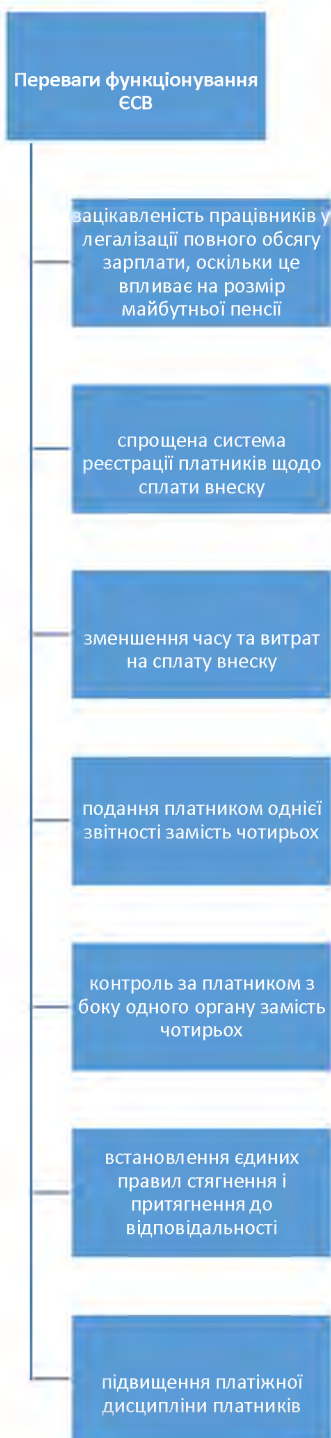 Переваги функціонування
ЄСВ
зацікавленість працівників у
легалізації повного обсягу
зарплати, оскільки це
впливає на розмір
майбутньої пенсії
спрощена система
реєстрації платників щодо
сплати внеску
зменшення часу та витрат
на сплату внеску
подання платником однієї
звітності замість чотирьох
контроль за платником з
боку одного органу замість
чотирьох
встановлення єдиних
правил стягнення і
притягнення до
відповідальності
підвищення платіжної
дисципліни платників